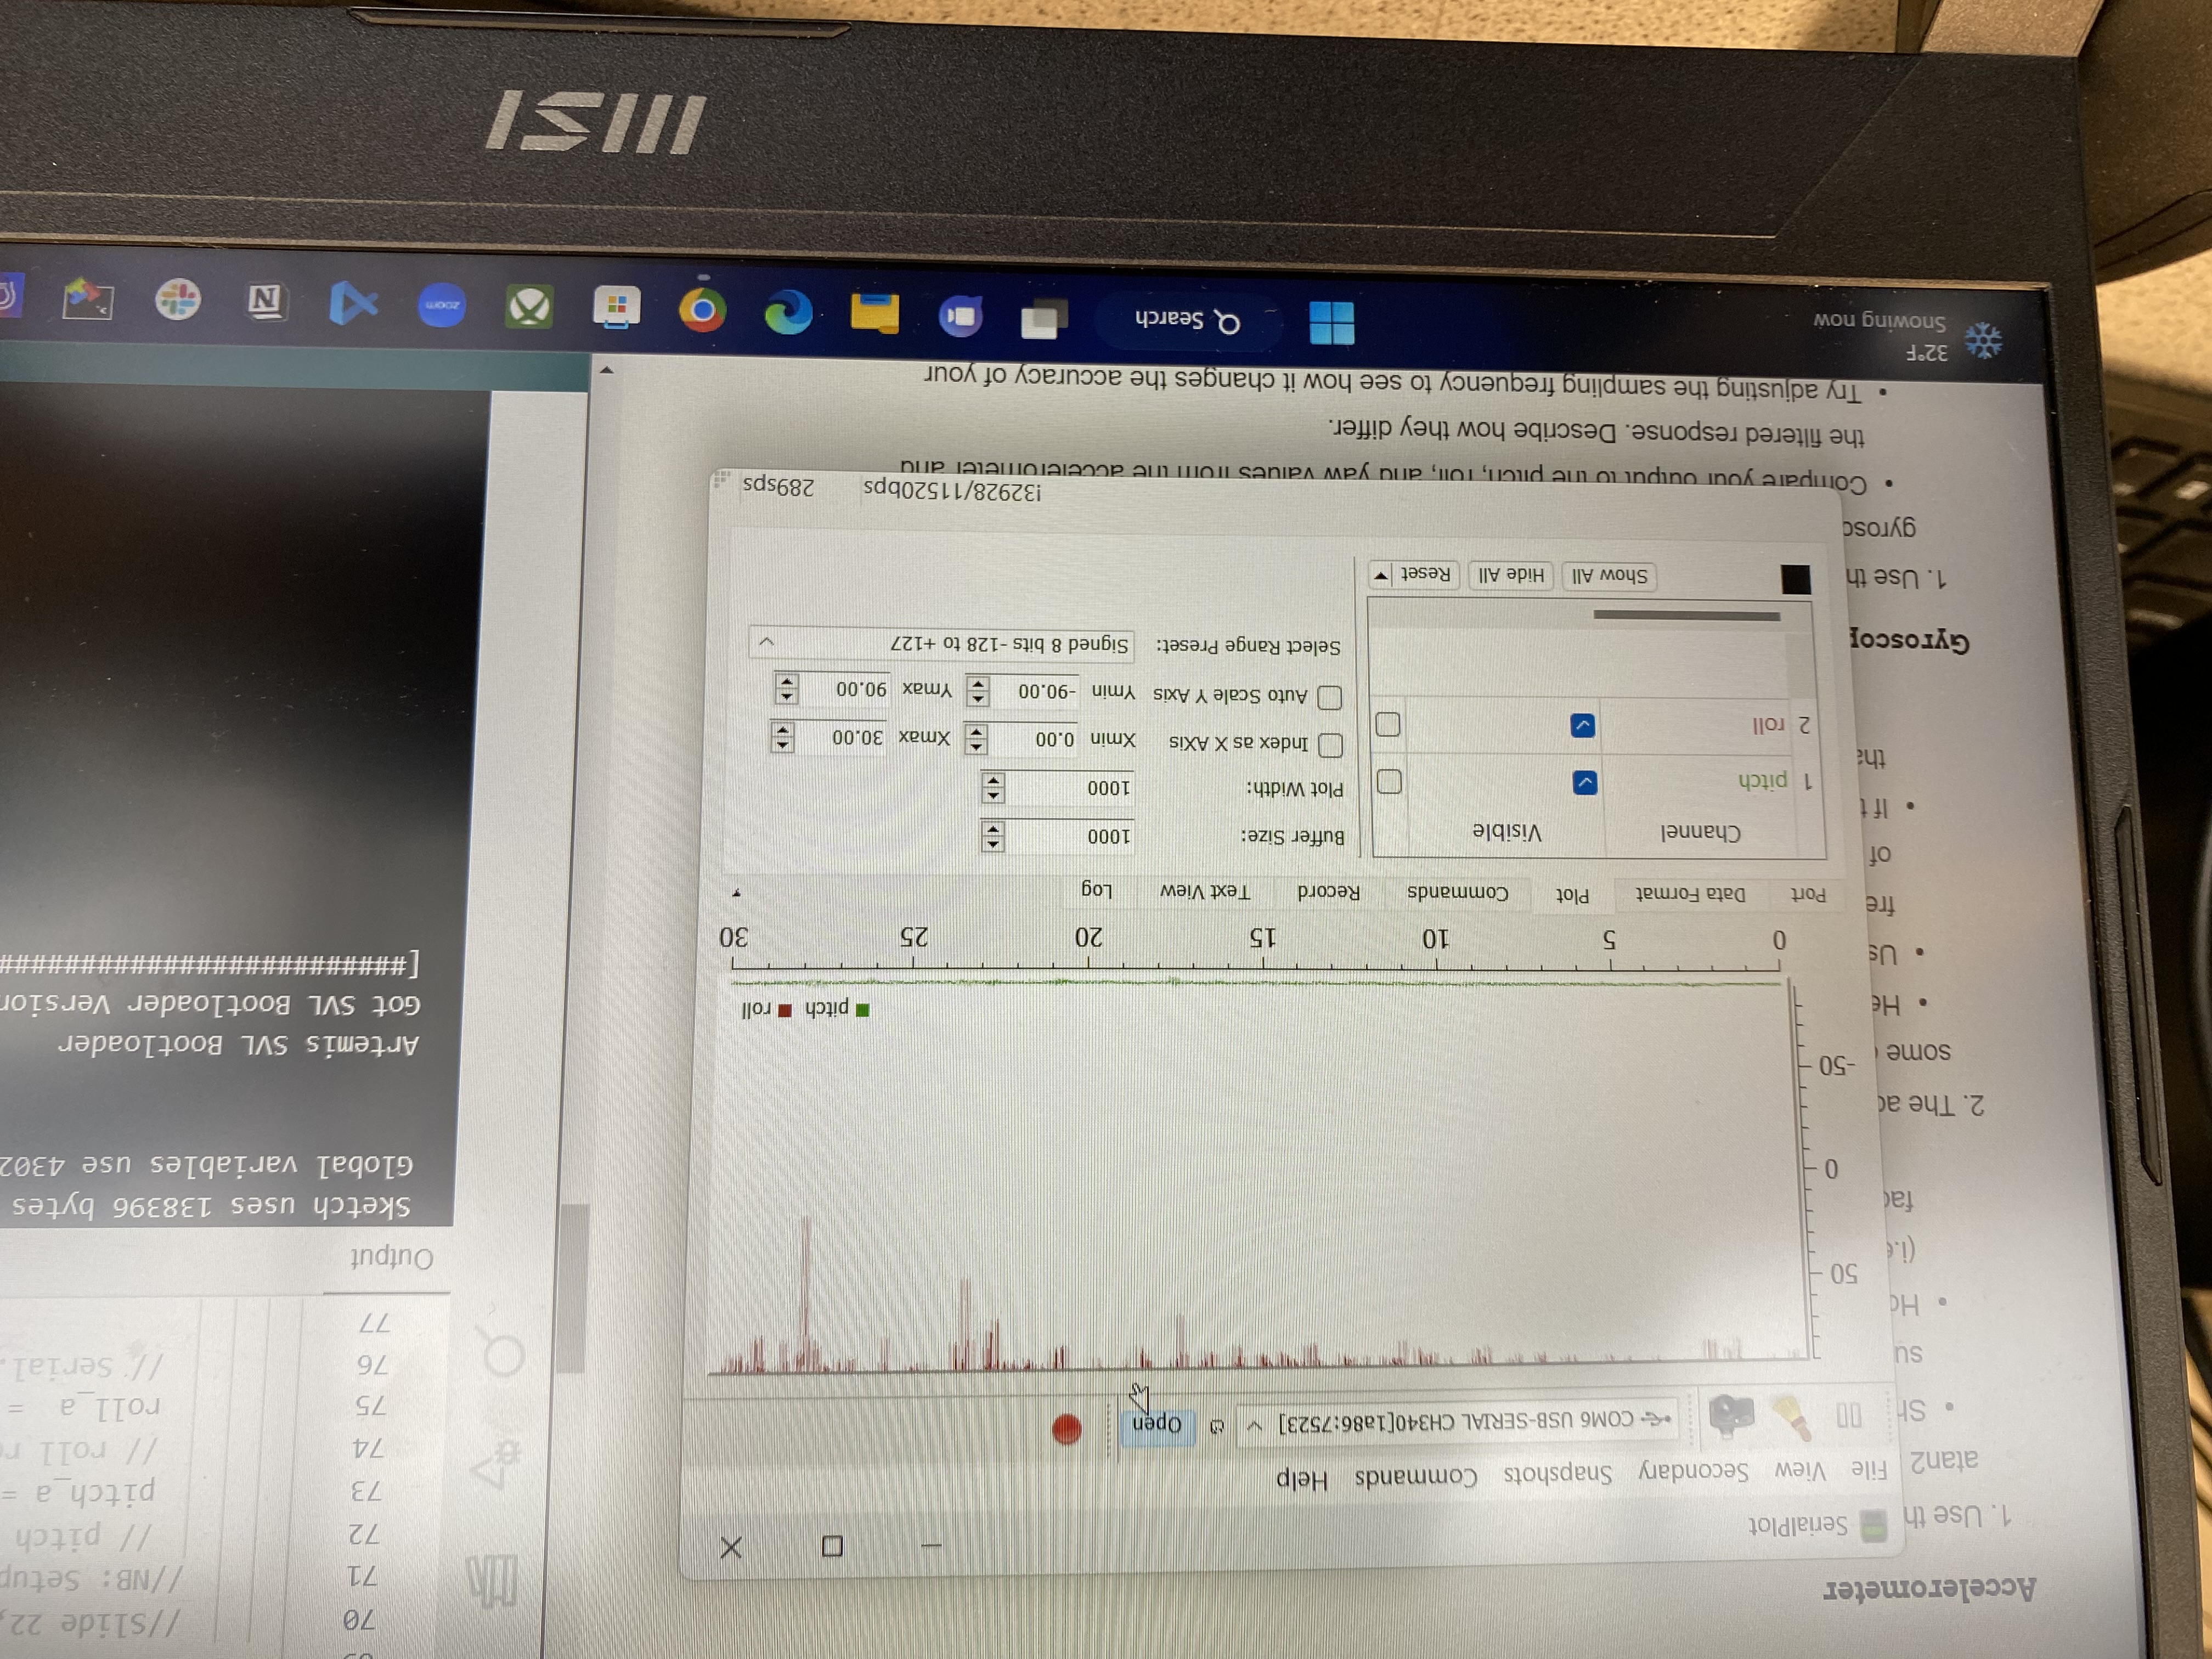 Accelerometer
1. Use th
atan2
• Sh
su
• Ho
(i.e
fac
2. The ac
some
• He
• Us
fre
of
• If t
tha
Gyroscop
1. Use th
gyrosc
• Compare your output to the pitch, roll, and yaw values from the accelerometer and
the filtered response. Describe how they differ.
• Try adjusting the sampling frequency to see how it changes the accuracy of your
SerialPlot
File View Secondary Snapshots Commands Help
COM6 USB-SERIAL CH340[1a86:7523] Open
50
0
-50
pitch roll
0 5 10 15 20 25 30
Port Data Format Plot Commands Record Text View Log
Channel Visible
1 pitch
2 roll
Show All Hide All Reset
Buffer Size: 1000
Plot Width: 1000
Index as X AXis Xmin 0.00 Xmax 30.00
Auto Scale Y Axis Ymin -90.00 Ymax 90.00
Select Range Preset: Signed 8 bits -128 to +127
!32928/11520bps 289sps
70 //Slide 22,
71 //NB: Setup
72 // pitch
73 pitch_a =
74 // roll r
75 roll_a =
76 // Serial.
77
Output
Sketch uses 138396 bytes
Global variables use 4302
Artemis SVL Bootloader
Got SVL Bootloader Version
[##########################
32°F
Snowing now
Search
zoom
msi